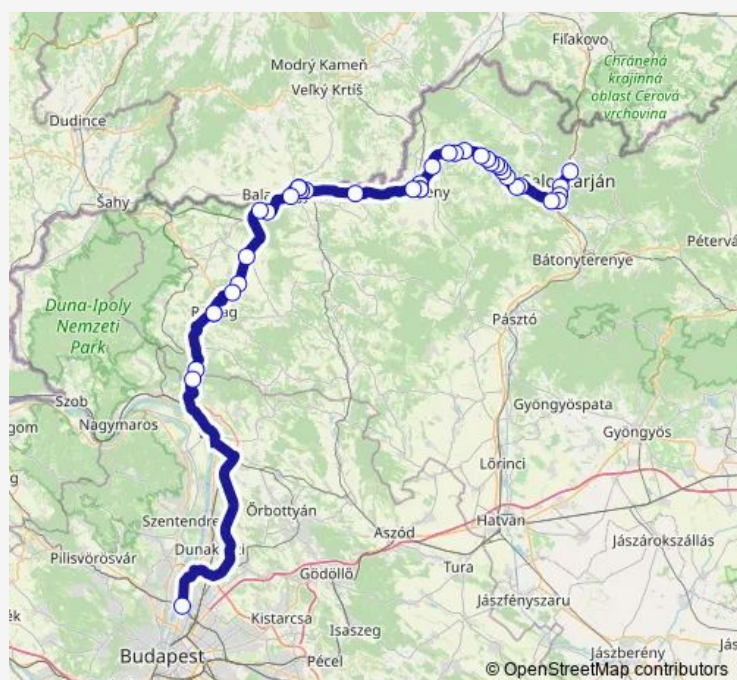 Fiľakovo
Modrý Kameň
Veľký Krtíš
Chránená
krajinná
oblasť Cerová
vrchovina
Dudince
Šahy
Bátonyterenye
Duna-Ipoly
Nemzeti
Park
Pásztó
Szob
Nagymaros
Gyöngyöspata
Gyöngyös
Lőrinci
Őrbottyán
Szentendre
Hatvan
Aszód
Jászárokszállás
Pilisvörösvár
Gödöllő
Tura
Jászfényszaru
Kistarcsa
Isaszeg
Budapest
Pécel
Jászberény
© OpenStreetMap contributors